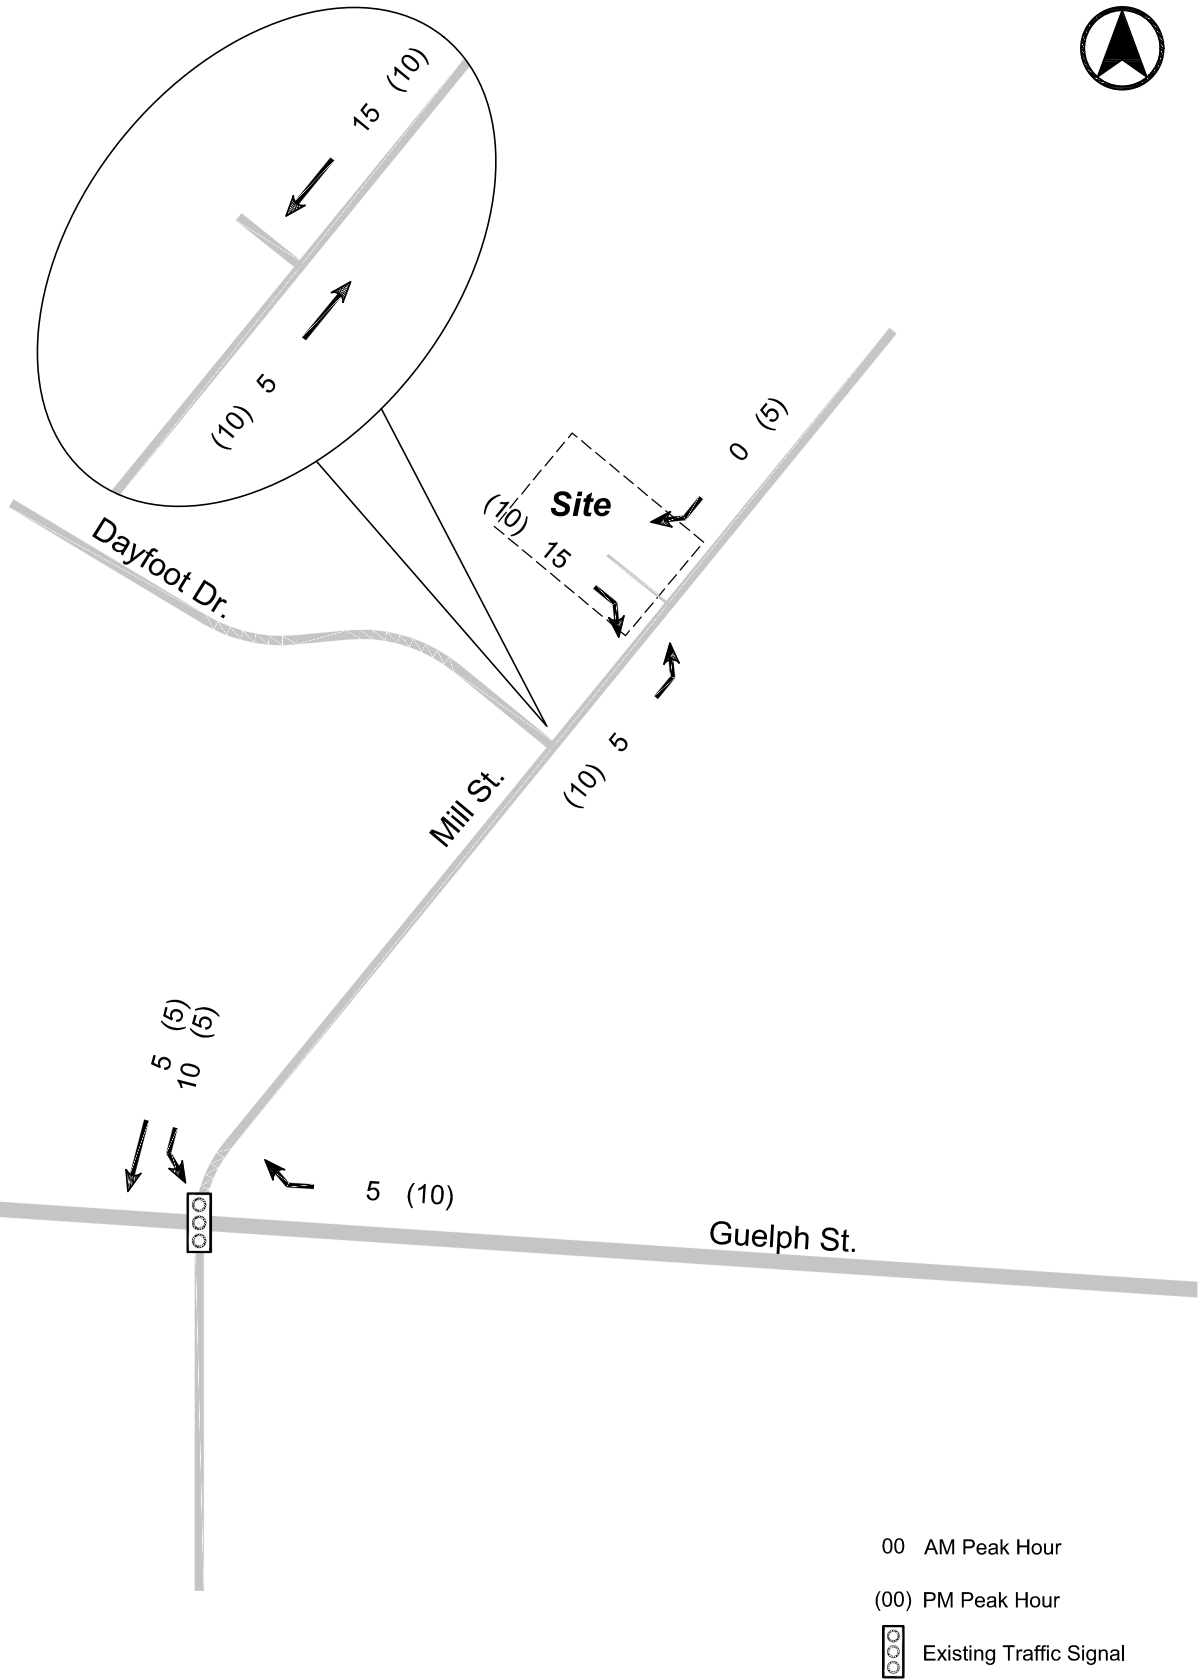 15 (10)
(10) 5
0 (5)
Site
(10) 15
Dayfoot Dr.
(10) 5
Mill St.
5 (5)
10 (5)
5 (10)
Guelph St.
00 AM Peak Hour
(00) PM Peak Hour
Existing Traffic Signal